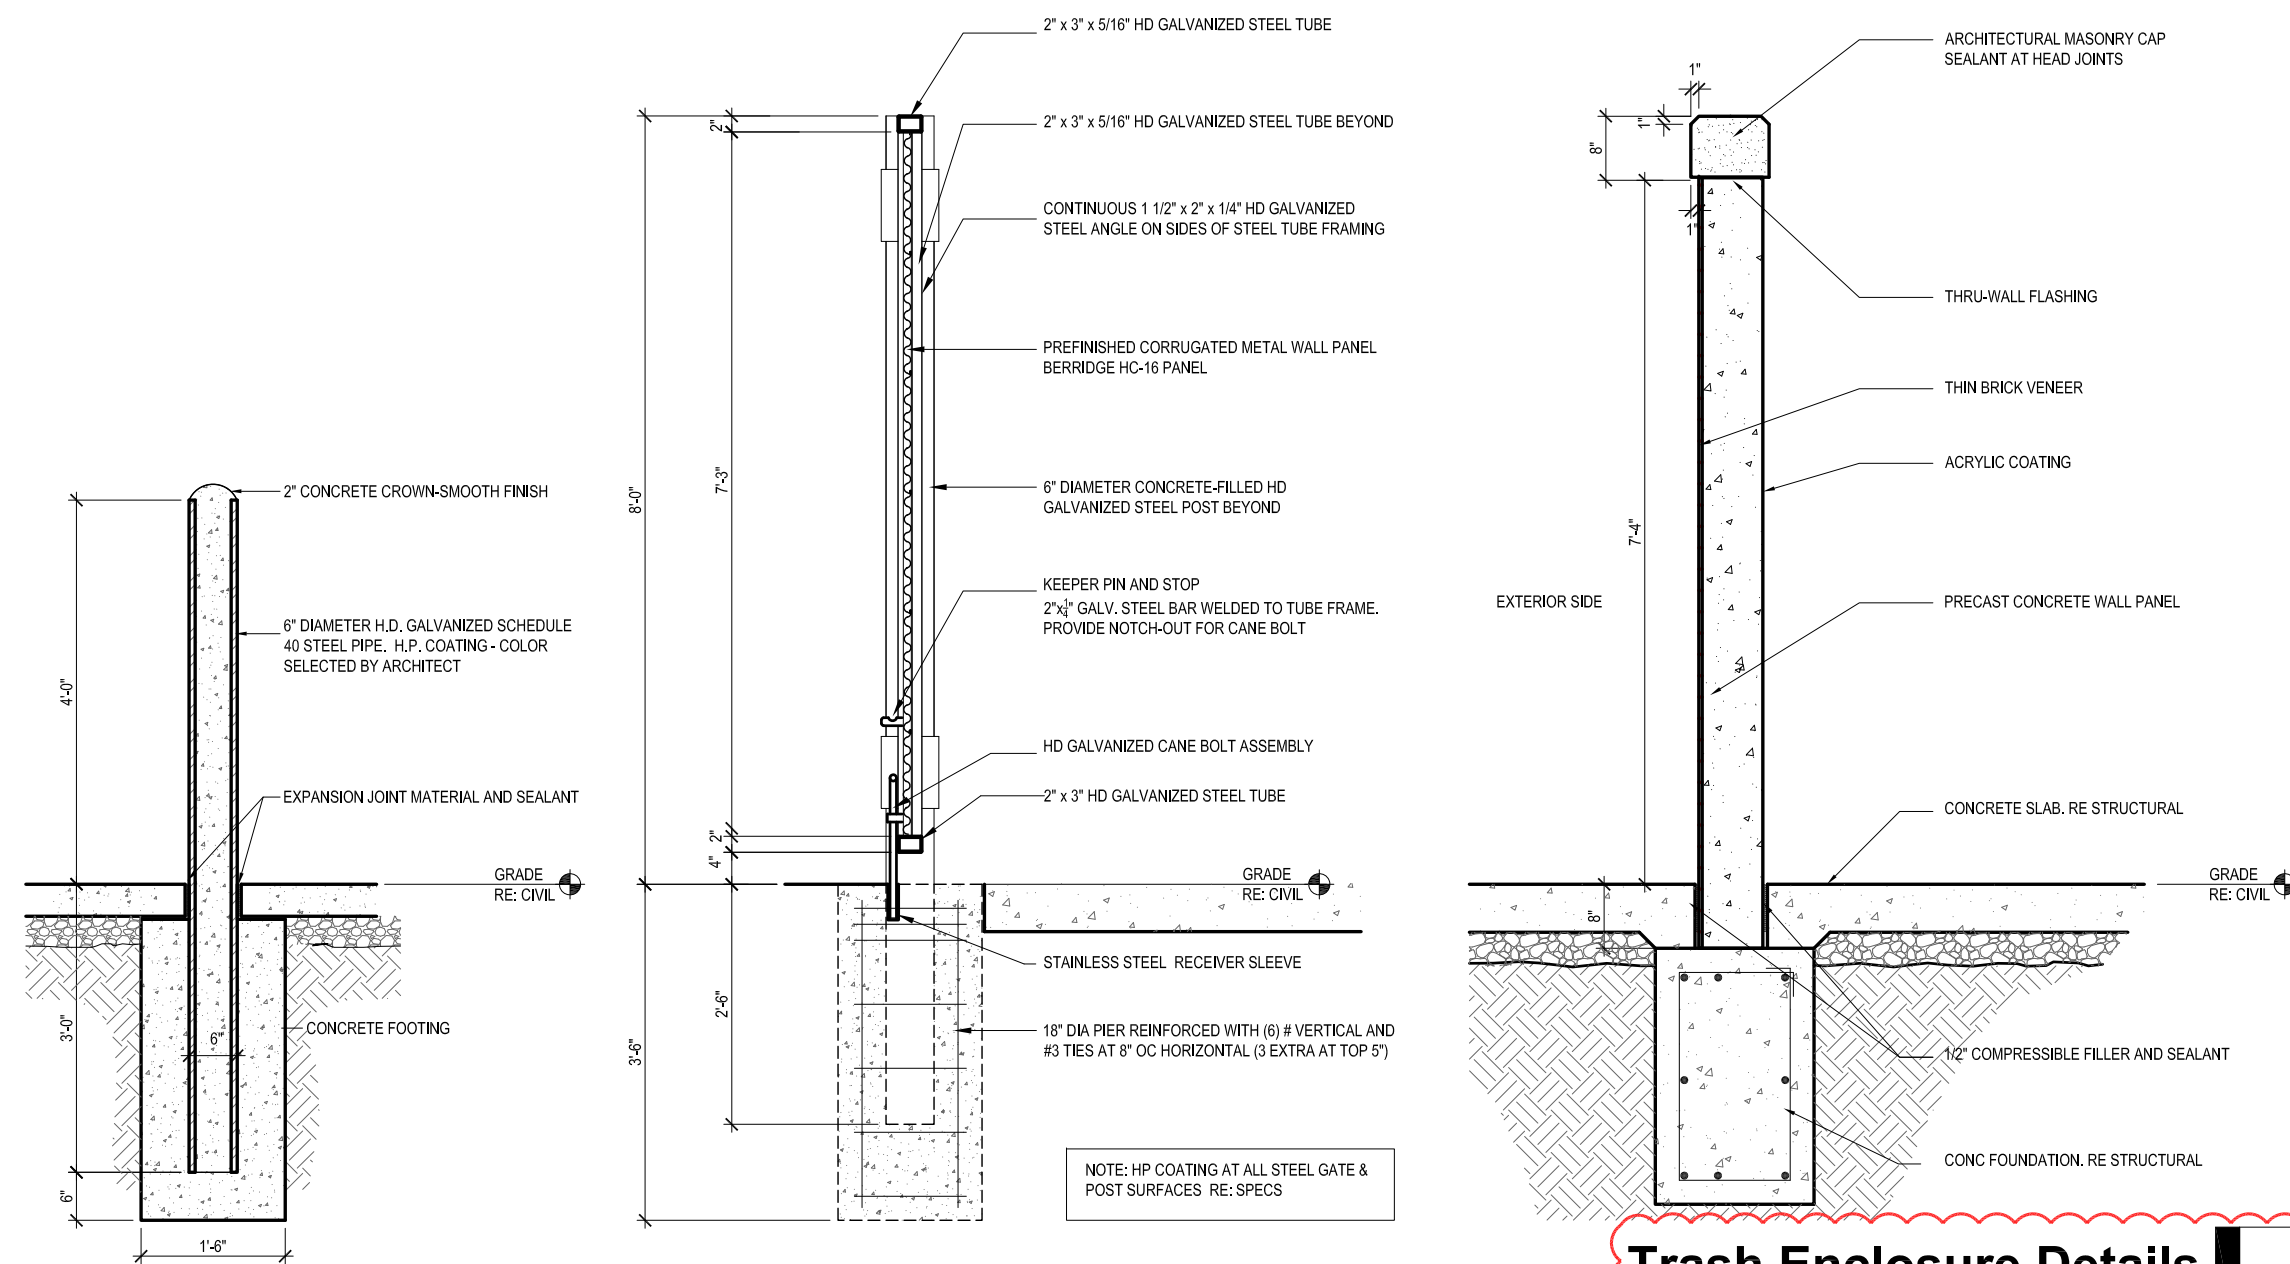 2" CONCRETE CROWN-SMOOTH FINISH
6" DIAMETER H.D. GALVANIZED SCHEDULE
40 STEEL PIPE. H.P. COATING - COLOR
SELECTED BY ARCHITECT
EXPANSION JOINT MATERIAL AND SEALANT
GRADE
RE: CIVIL
CONCRETE FOOTING
4'-0"
3'-0"
6"
6"
1'-6"
2" x 3" x 5/16" HD GALVANIZED STEEL TUBE
2" x 3" x 5/16" HD GALVANIZED STEEL TUBE BEYOND
CONTINUOUS 1 1/2" x 2" x 1/4" HD GALVANIZED
STEEL ANGLE ON SIDES OF STEEL TUBE FRAMING
PREFINISHED CORRUGATED METAL WALL PANEL
BERRIDGE HC-16 PANEL
6" DIAMETER CONCRETE-FILLED HD
GALVANIZED STEEL POST BEYOND
KEEPER PIN AND STOP
2"x1/4" GALV. STEEL BAR WELDED TO TUBE FRAME.
PROVIDE NOTCH-OUT FOR CANE BOLT
HD GALVANIZED CANE BOLT ASSEMBLY
2" x 3" HD GALVANIZED STEEL TUBE
GRADE
RE: CIVIL
STAINLESS STEEL RECEIVER SLEEVE
18" DIA PIER REINFORCED WITH (6) # VERTICAL AND
#3 TIES AT 8" OC HORIZONTAL (3 EXTRA AT TOP 5")
NOTE: HP COATING AT ALL STEEL GATE &
POST SURFACES RE: SPECS
2"
8'-0"
7'-3"
2"
4"
2'-6"
3'-6"
ARCHITECTURAL MASONRY CAP
SEALANT AT HEAD JOINTS
THRU-WALL FLASHING
THIN BRICK VENEER
ACRYLIC COATING
EXTERIOR SIDE
PRECAST CONCRETE WALL PANEL
CONCRETE SLAB. RE STRUCTURAL
GRADE
RE: CIVIL
1/2" COMPRESSIBLE FILLER AND SEALANT
CONC FOUNDATION. RE STRUCTURAL
1"
1"
8"
1"
7'-4"
8"
Trash Enclosure Details